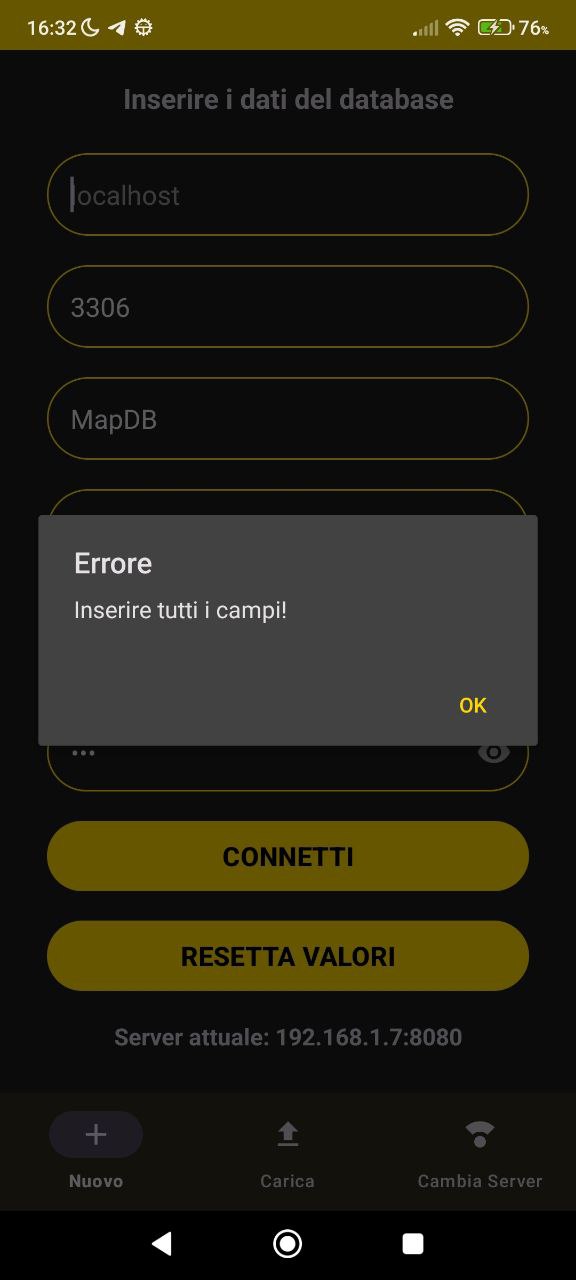 16:32 76%
Inserire i dati del database
localhost
3306
MapDB
Errore
Inserire tutti i campi!
OK
•••
CONNETTI
RESETTA VALORI
Server attuale: 192.168.1.7:8080
Nuovo Carica Cambia Server